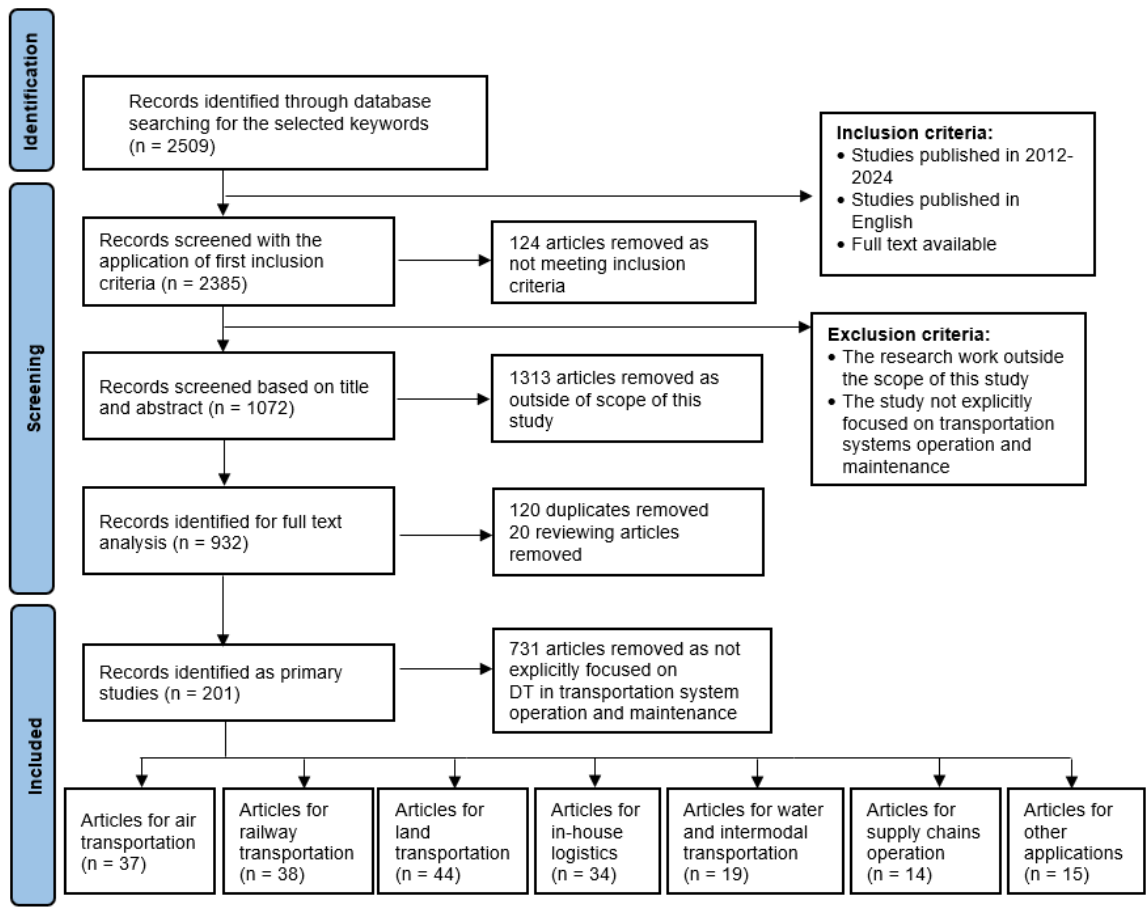 Identification
Records identified through database
searching for the selected keywords
(n = 2509)
Inclusion criteria:
• Studies published in 2012-
2024
• Studies published in
English
• Full text available
Screening
Records screened with the
application of first inclusion
criteria (n = 2385)
124 articles removed as
not meeting inclusion
criteria
Exclusion criteria:
• The research work outside
the scope of this study
• The study not explicitly
focused on transportation
systems operation and
maintenance
Records screened based on title
and abstract (n = 1072)
1313 articles removed as
outside of scope of this
study
Records identified for full text
analysis (n = 932)
120 duplicates removed
20 reviewing articles
removed
Included
Records identified as primary
studies (n = 201)
731 articles removed as not
explicitly focused on
DT in transportation system
operation and maintenance
Articles for air
transportation
(n = 37)
Articles for
railway
transportation
(n = 38)
Articles for
land
transportation
(n = 44)
Articles for
in-house
logistics
(n = 34)
Articles for water
and intermodal
transportation
(n = 19)
Articles for
supply chains
operation
(n = 14)
Articles for
other
applications
(n = 15)